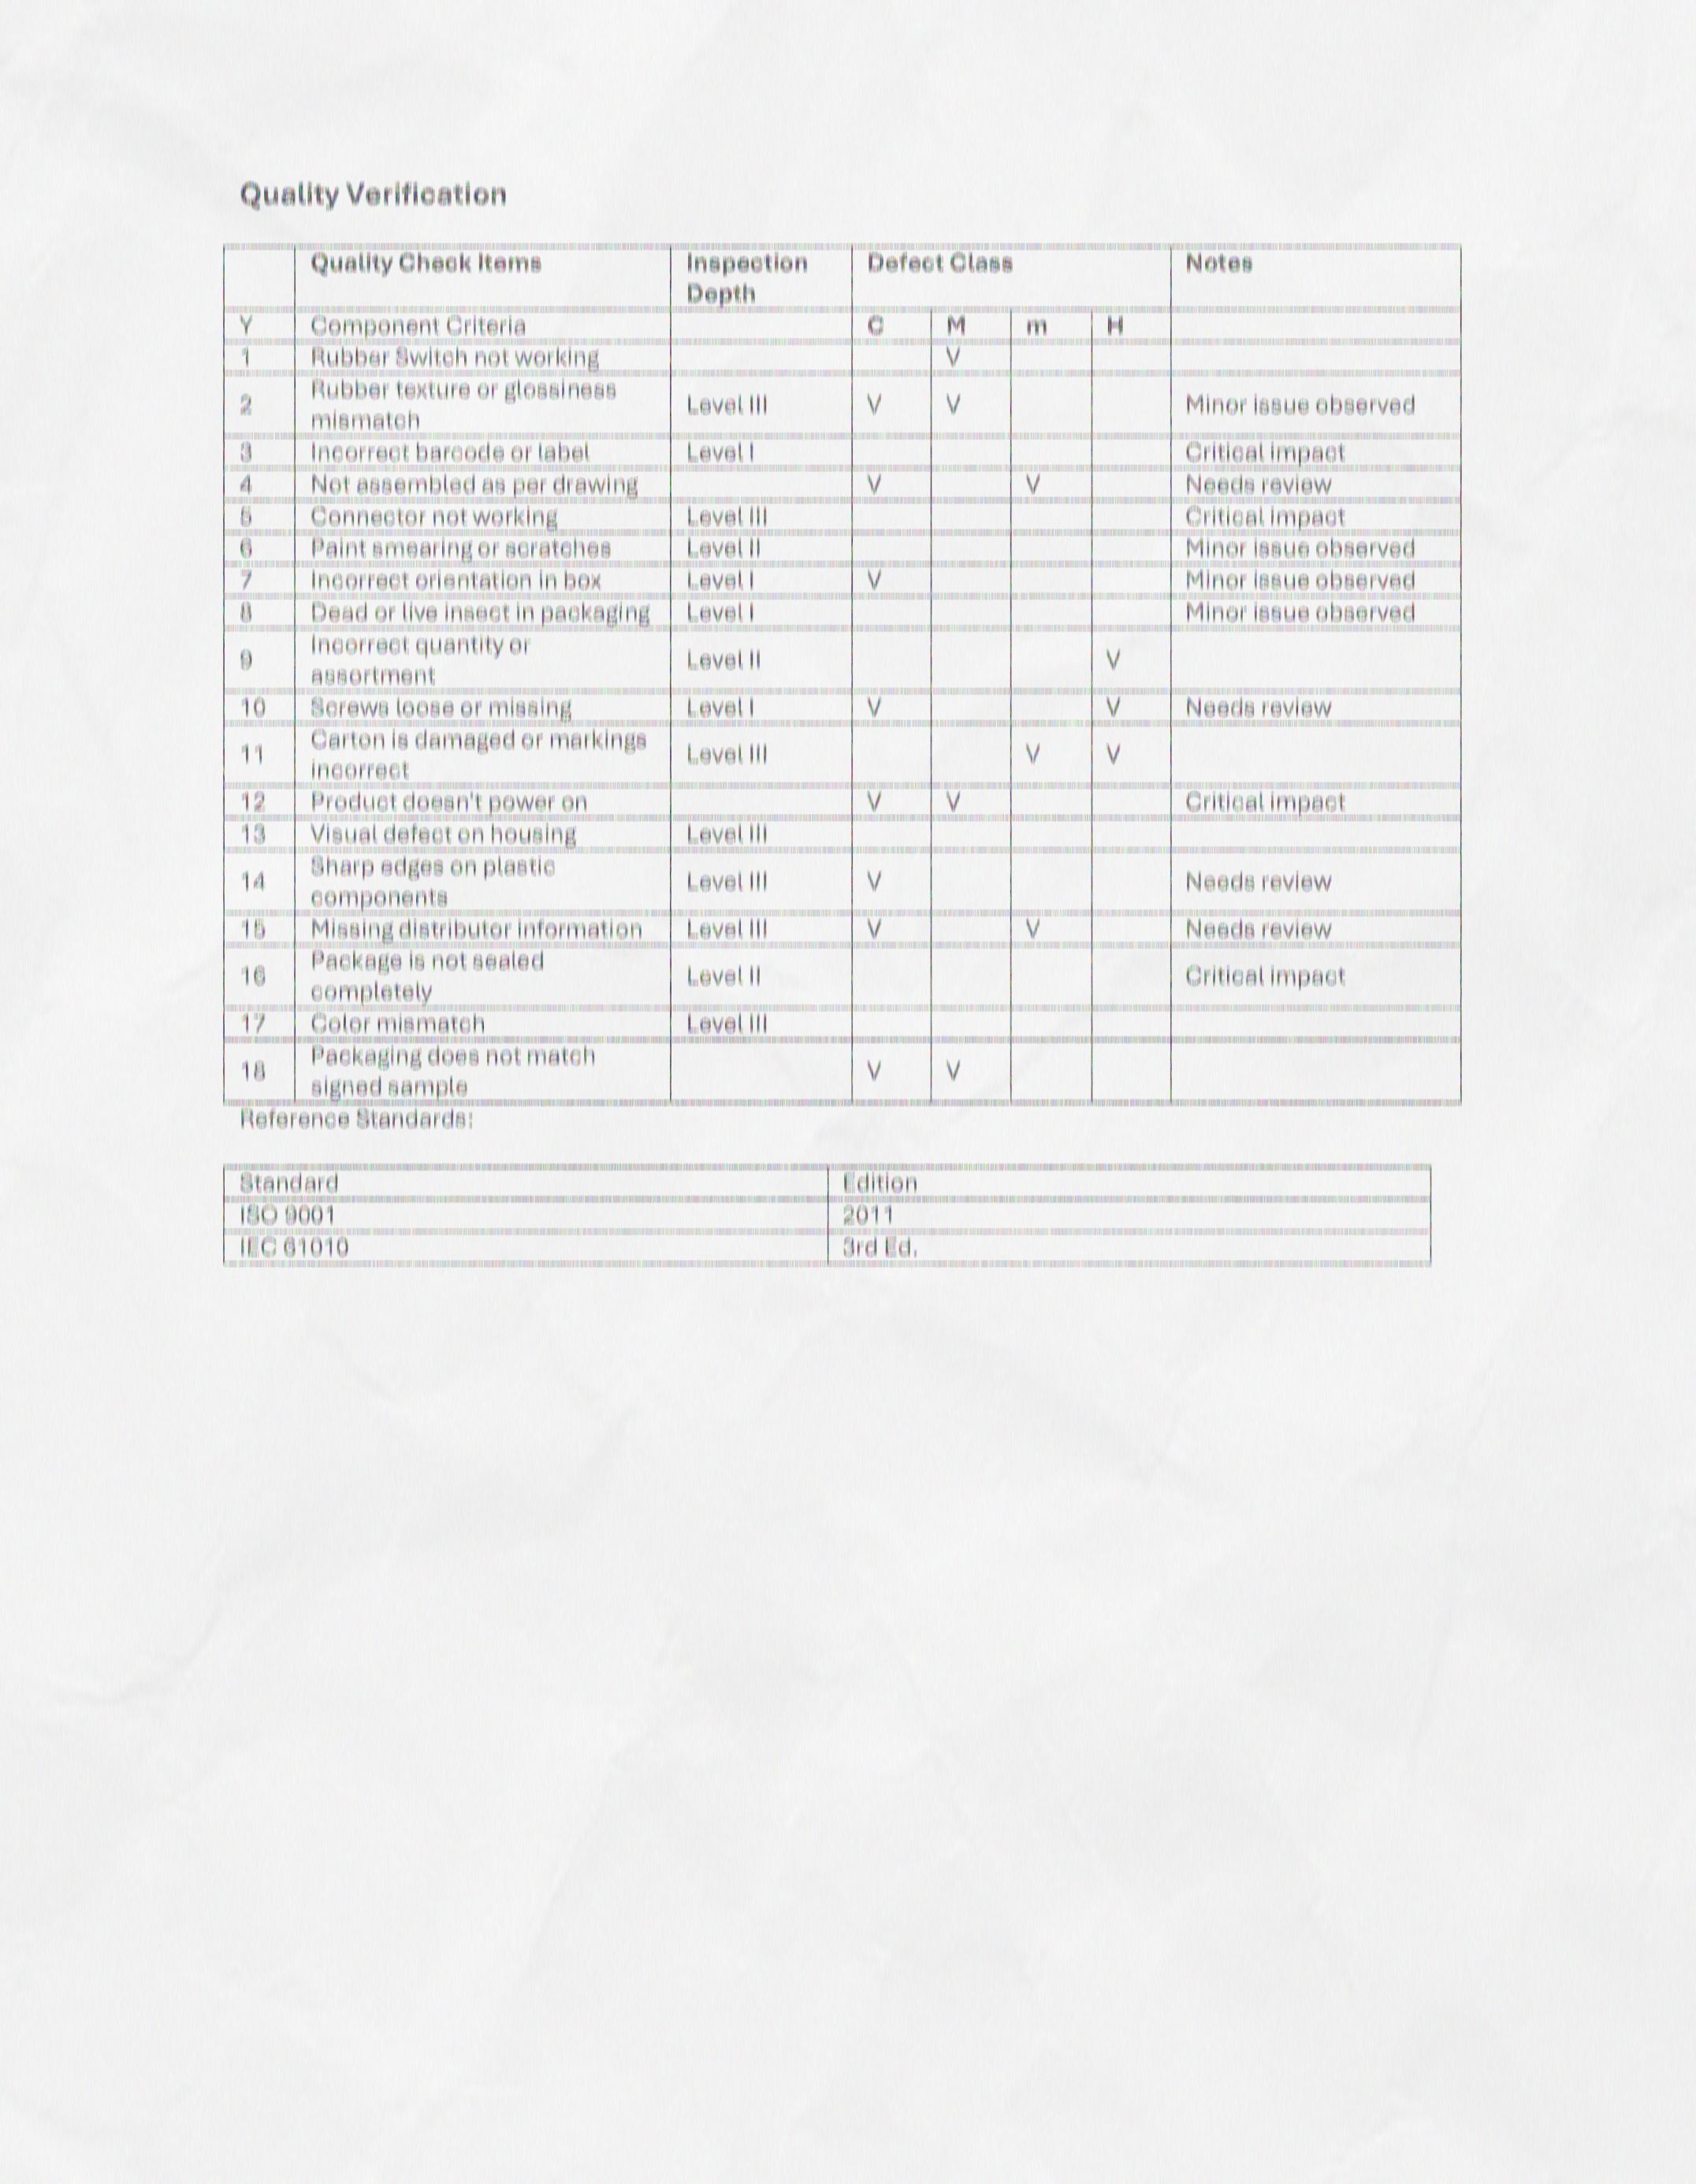 Quality Verification
Quality Check Items Inspection Depth Defect Class Notes
Y Component Criteria C M m H
1 Rubber Switch not working V
2 Rubber texture or glossiness mismatch Level III V V Minor issue observed
3 Incorrect barcode or label Level I Critical impact
4 Not assembled as per drawing V V Needs review
5 Connector not working Level III Critical impact
6 Paint smearing or scratches Level II Minor issue observed
7 Incorrect orientation in box Level I V Minor issue observed
8 Dead or live insect in packaging Level I Minor issue observed
9 Incorrect quantity or assortment Level II V
10 Screws loose or missing Level I V V Needs review
11 Carton is damaged or markings incorrect Level III V V
12 Product doesn't power on V V Critical impact
13 Visual defect on housing Level III
14 Sharp edges on plastic components Level III V Needs review
15 Missing distributor information Level III V V Needs review
16 Package is not sealed completely Level II Critical impact
17 Color mismatch Level III
18 Packaging does not match signed sample V V
Reference Standards:
Standard Edition
ISO 9001 2011
IEC 61010 3rd Ed.